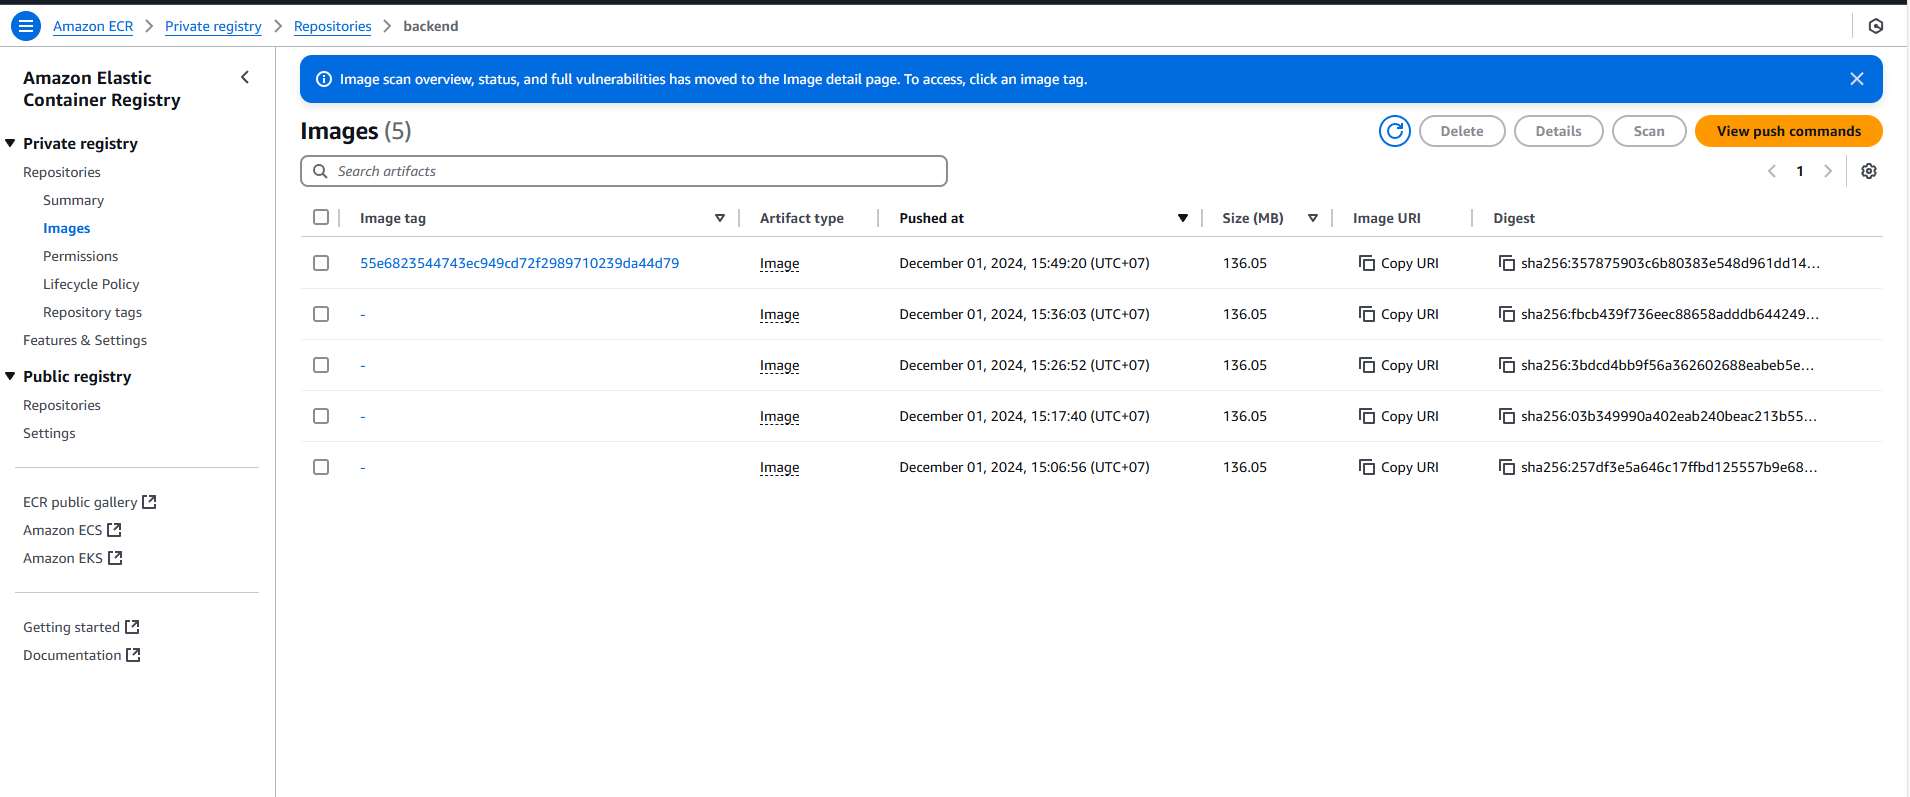 Amazon ECR > Private registry > Repositories > backend
Amazon Elastic
Container Registry
Private registry
Repositories
Summary
Images
Permissions
Lifecycle Policy
Repository tags
Features & Settings
Public registry
Repositories
Settings
ECR public gallery
Amazon ECS
Amazon EKS
Getting started
Documentation
Image scan overview, status, and full vulnerabilities has moved to the Image detail page. To access, click an image tag.
Images (5)
Delete
Details
Scan
View push commands
Search artifacts
1
Image tag Artifact type Pushed at Size (MB) Image URI Digest
55e6823544743ec949cd72f2989710239da44d79 Image December 01, 2024, 15:49:20 (UTC+07) 136.05 Copy URI sha256:357875903c6b80383e548d961dd14...
- Image December 01, 2024, 15:36:03 (UTC+07) 136.05 Copy URI sha256:fbcb439f736eec88658adddb644249...
- Image December 01, 2024, 15:26:52 (UTC+07) 136.05 Copy URI sha256:3bdcd4bb9f56a362602688eabeb5e...
- Image December 01, 2024, 15:17:40 (UTC+07) 136.05 Copy URI sha256:03b349990a402eab240beac213b55...
- Image December 01, 2024, 15:06:56 (UTC+07) 136.05 Copy URI sha256:257df3e5a646c17ffbd125557b9e68...